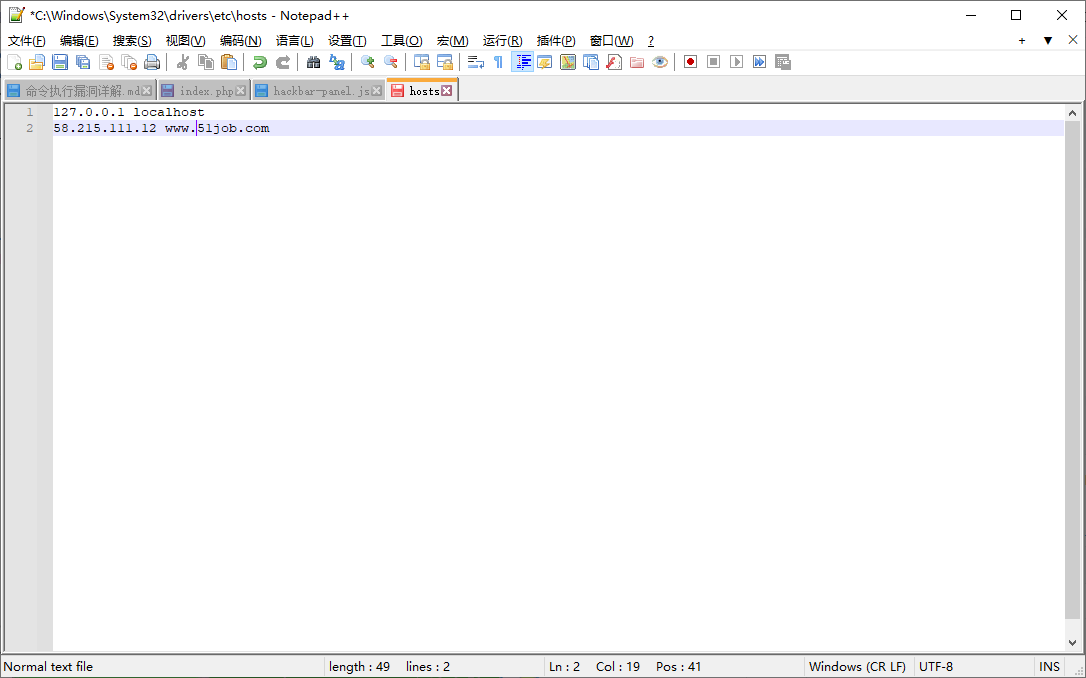 *C:\Windows\System32\drivers\etc\hosts - Notepad++
文件(F) 编辑(E) 搜索(S) 视图(V) 编码(N) 语言(L) 设置(T) 工具(O) 宏(M) 运行(R) 插件(P) 窗口(W) ? + ▼ X
命令执行漏洞详解.md index.php hackbar-panel.js hosts
1 127.0.0.1 localhost
2 58.215.111.12 www.51job.com
Normal text file length : 49 lines : 2 Ln : 2 Col : 19 Pos : 41 Windows (CR LF) UTF-8 INS